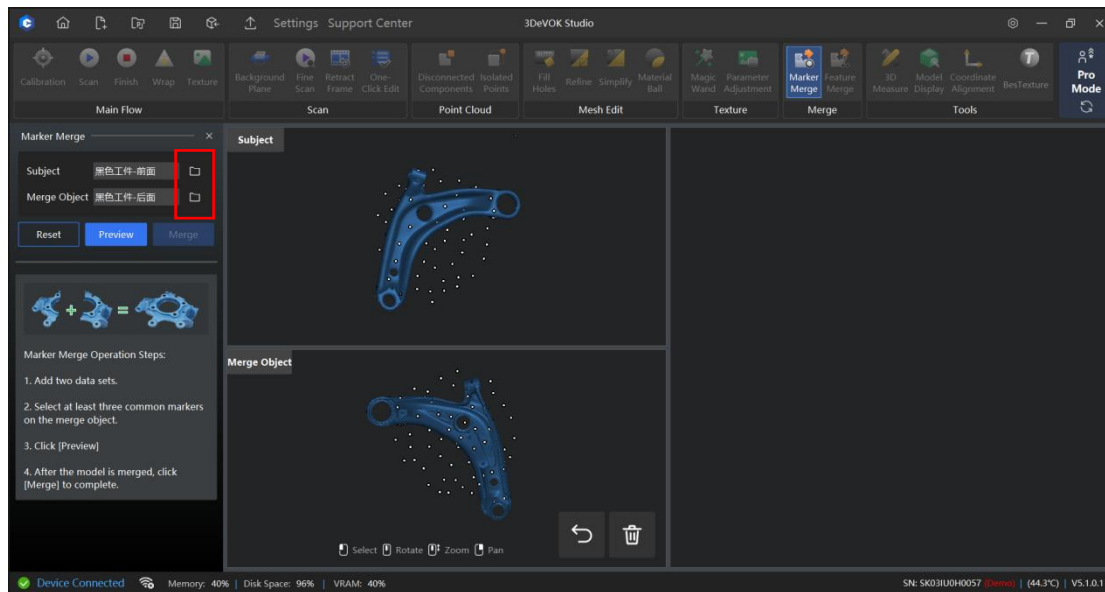 Settings Support Center
3DeVOK Studio
Calibration Scan Finish Wrap Texture
Main Flow
Background Plane Fine Scan Retract Frame One-Click Edit
Scan
Disconnected Components Isolated Points
Point Cloud
Fill Holes Refine Simplify Material Ball
Mesh Edit
Magic Wand Parameter Adjustment
Texture
Marker Merge Feature Merge
Merge
3D Measure Model Display Coordinate Alignment BesTexture
Tools
Pro Mode
Marker Merge
Subject 黑色工件-前面
Merge Object 黑色工件-后面
Reset Preview Merge
Marker Merge Operation Steps:
1. Add two data sets.
2. Select at least three common markers
on the merge object.
3. Click [Preview]
4. After the model is merged, click
[Merge] to complete.
Subject
Merge Object
Select Rotate Zoom Pan
Device Connected Memory: 40% | Disk Space: 96% | VRAM: 40%
SN: SK03IU0H0057 (Demo) | (44.3℃) | V5.1.0.1